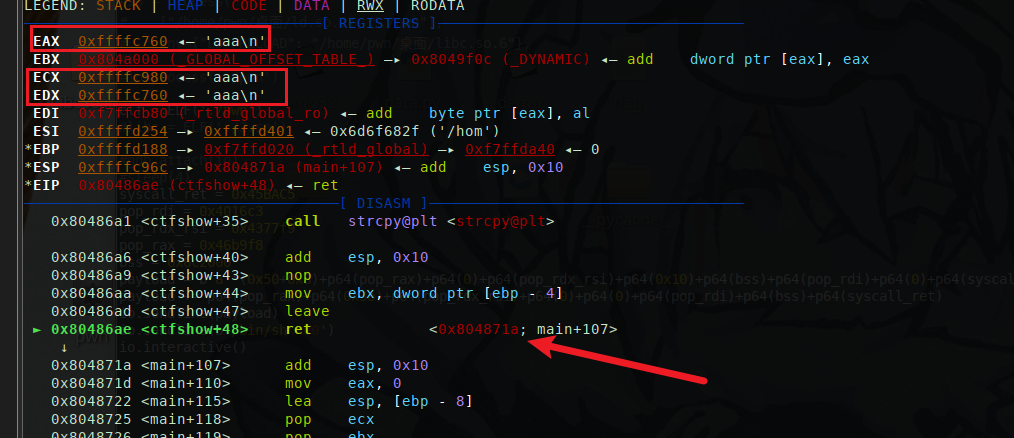 LEGEND: STACK | HEAP | CODE | DATA | RWX | RODATA
[ REGISTERS ]
EAX 0xffffc760 ◂— 'aaa\n'
EBX 0x804a000 (_GLOBAL_OFFSET_TABLE_) —▸ 0x8049f0c (_DYNAMIC) ◂— add dword ptr [eax], eax
ECX 0xffffc980 ◂— 'aaa\n'
EDX 0xffffc760 ◂— 'aaa\n'
EDI 0xf7ffcb80 (_rtld_global_ro) ◂— add byte ptr [eax], al
ESI 0xffffd254 —▸ 0xffffd401 ◂— 0x6d6f682f ('/hom')
*EBP 0xffffd188 —▸ 0xf7ffd020 (_rtld_global) —▸ 0xf7ffda40 ◂— 0
*ESP 0xffffc96c —▸ 0x804871a (main+107) ◂— add esp, 0x10
*EIP 0x80486ae (ctfshow+48) ◂— ret
[ DISASM ]
0x80486a1 <ctfshow+35> call strcpy@plt <strcpy@plt>
0x80486a6 <ctfshow+40> add esp, 0x10
0x80486a9 <ctfshow+43> nop
0x80486aa <ctfshow+44> mov ebx, dword ptr [ebp - 4]
0x80486ad <ctfshow+47> leave
► 0x80486ae <ctfshow+48> ret <0x804871a; main+107>
↓
0x804871a <main+107> add esp, 0x10
0x804871d <main+110> mov eax, 0
0x8048722 <main+115> lea esp, [ebp - 8]
0x8048725 <main+118> pop ecx
0x8048726 <main+119> pop ebx